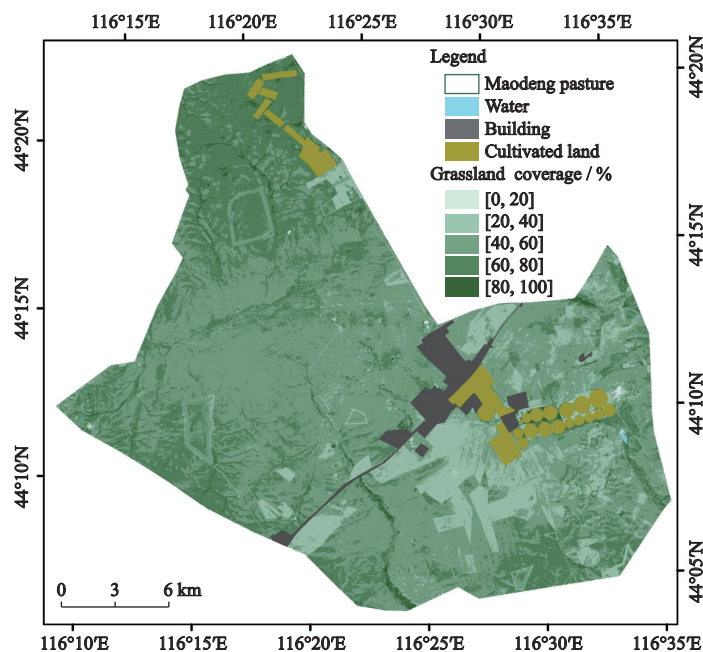 116°15′E 116°20′E 116°30′E 116°35′E
Legend
Maodeng pasture
Water
Building
Cultivated land
Grassland coverage / %
[0, 20]
[20, 40]
[40, 60]
[60, 80]
[80, 100]
44°20′N
44°15′N
44°10′N
44°20′N
44°15′N
44°10′N
44°05′N
0 3 6 km
116°10′E 116°15′E 116°20′E 116°25′E 116°30′E 116°35′E